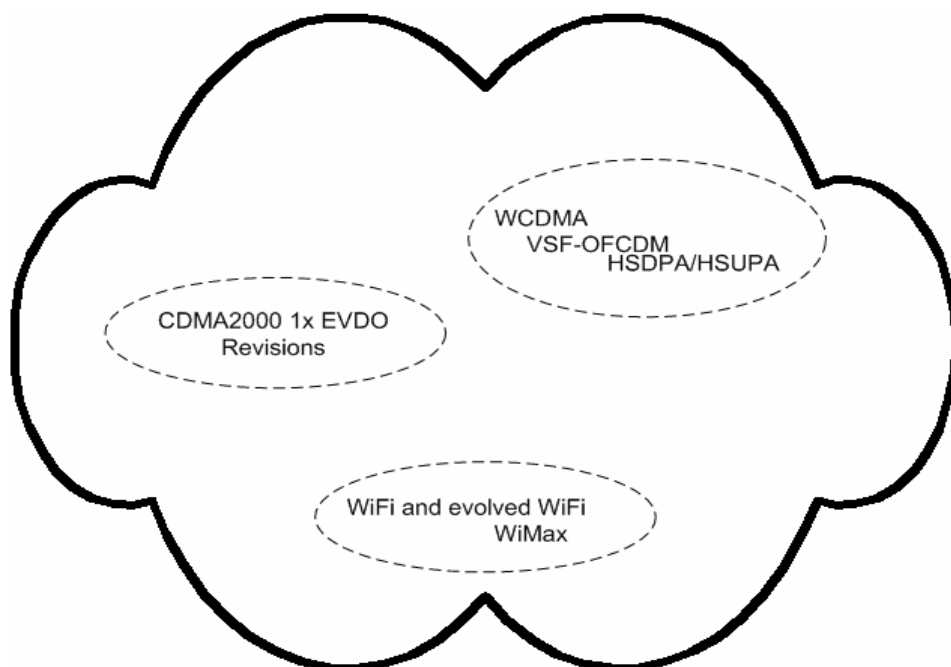 WCDMA
VSF-OFCDM
HSDPA/HSUPA
CDMA2000 1x EVDO
Revisions
WiFi and evolved WiFi
WiMax